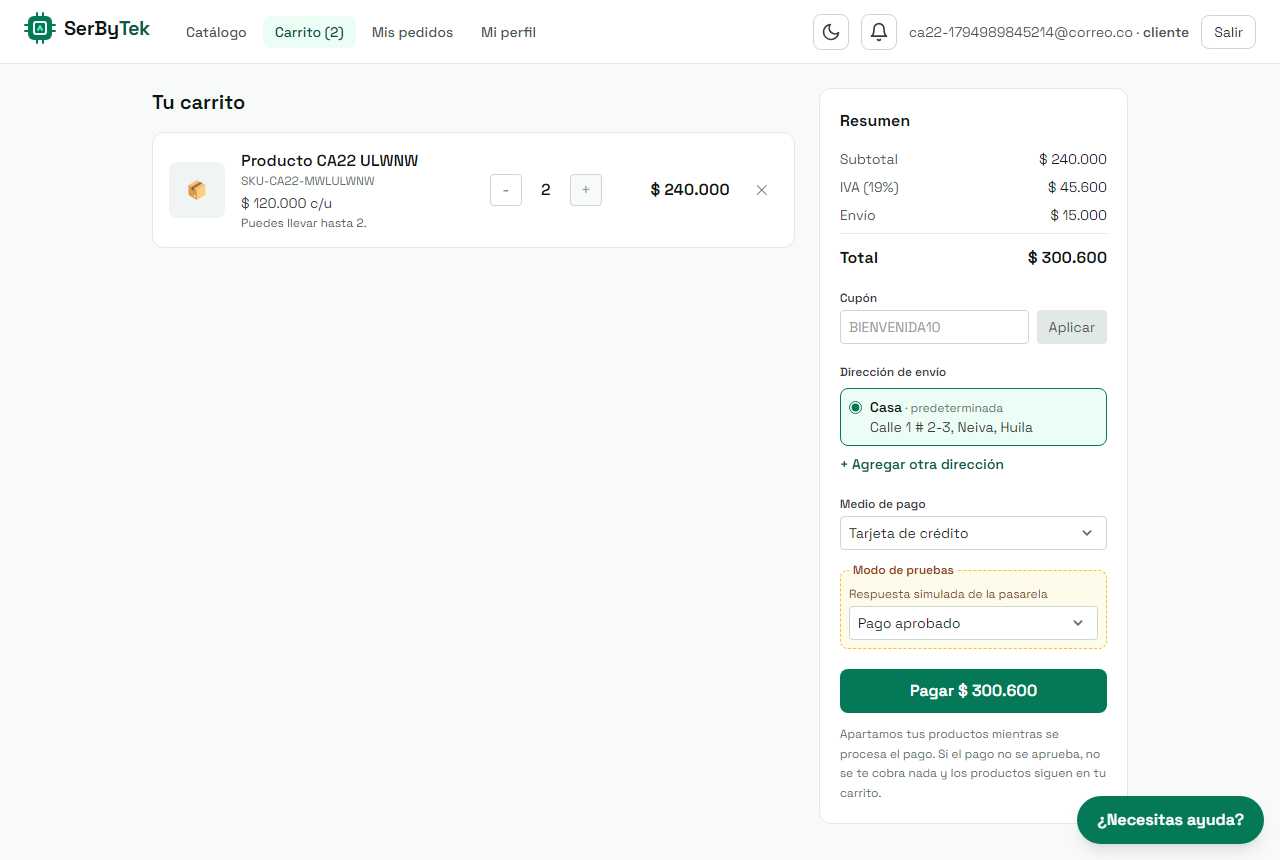 SerByTek
Catálogo
Carrito (2)
Mis pedidos
Mi perfil
ca22-1794989845214@correo.co · cliente
Salir
Tu carrito
Producto CA22 ULWNW
SKU-CA22-MWLULWNW
$ 120.000 c/u
Puedes llevar hasta 2.
-
2
+
$ 240.000
Resumen
Subtotal $ 240.000
IVA (19%) $ 45.600
Envío $ 15.000
Total $ 300.600
Cupón
BIENVENIDA10
Aplicar
Dirección de envío
Casa · predeterminada
Calle 1 # 2-3, Neiva, Huila
+ Agregar otra dirección
Medio de pago
Tarjeta de crédito
Modo de pruebas
Respuesta simulada de la pasarela
Pago aprobado
Pagar $ 300.600
Apartamos tus productos mientras se
procesa el pago. Si el pago no se aprueba, no
se te cobra nada y los productos siguen en tu
carrito.
¿Necesitas ayuda?